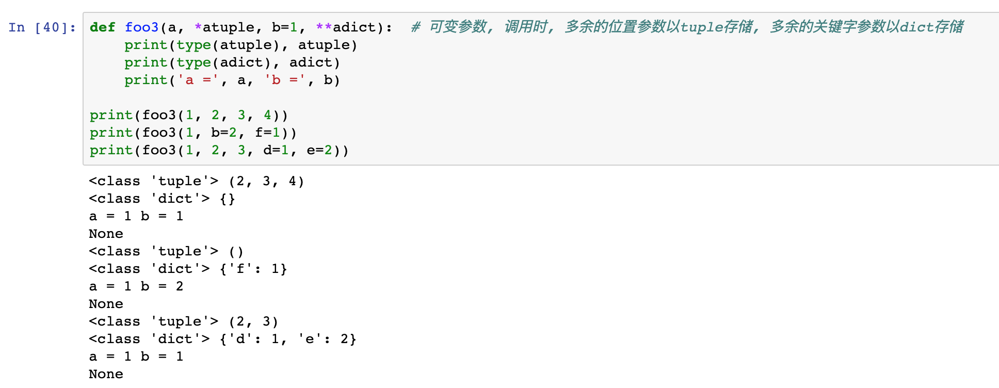 In [40]: def foo3(a, *atuple, b=1, **adict):  # 可变参数, 调用时, 多余的位置参数以tuple存储, 多余的关键字参数以dict存储
    print(type(atuple), atuple)
    print(type(adict), adict)
    print('a =', a, 'b =', b)

print(foo3(1, 2, 3, 4))
print(foo3(1, b=2, f=1))
print(foo3(1, 2, 3, d=1, e=2))
<class 'tuple'> (2, 3, 4)
<class 'dict'> {}
a = 1 b = 1
None
<class 'tuple'> ()
<class 'dict'> {'f': 1}
a = 1 b = 2
None
<class 'tuple'> (2, 3)
<class 'dict'> {'d': 1, 'e': 2}
a = 1 b = 1
None